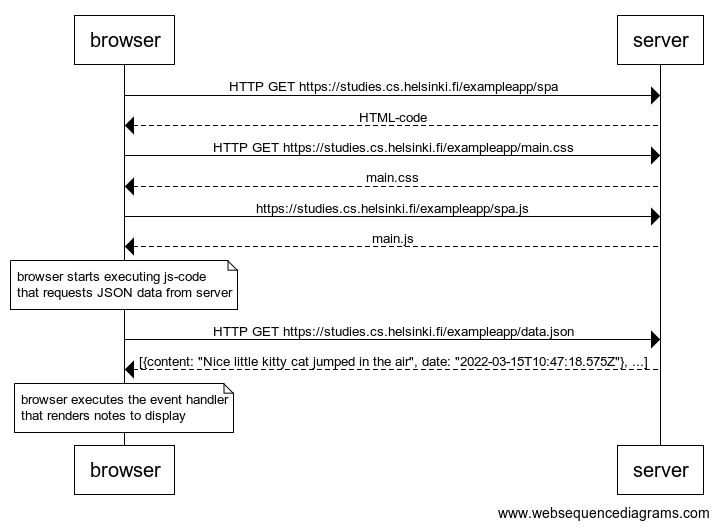 browser
server
HTTP GET https://studies.cs.helsinki.fi/exampleapp/spa
HTML-code
HTTP GET https://studies.cs.helsinki.fi/exampleapp/main.css
main.css
https://studies.cs.helsinki.fi/exampleapp/spa.js
main.js
browser starts executing js-code
that requests JSON data from server
HTTP GET https://studies.cs.helsinki.fi/exampleapp/data.json
[{content: "Nice little kitty cat jumped in the air", date: "2022-03-15T10:47:18.575Z"}, ...]
browser executes the event handler
that renders notes to display
browser
server
www.websequencediagrams.com